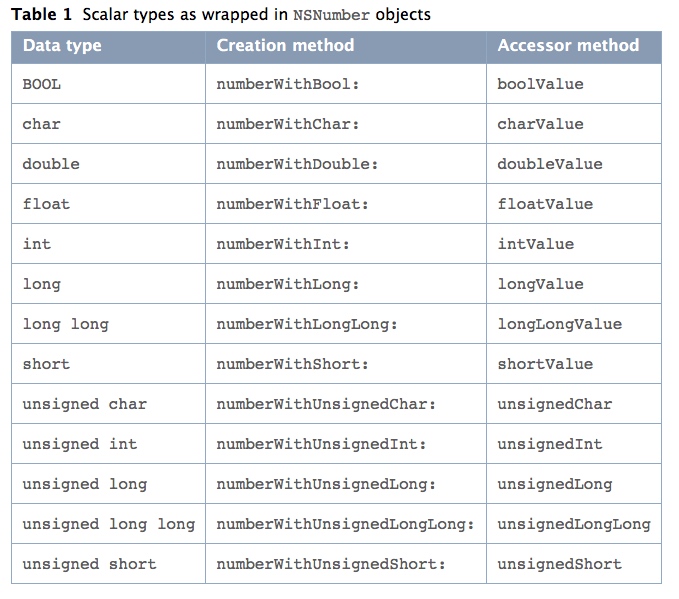 Table 1 Scalar types as wrapped in NSNumber objects
Data type Creation method Accessor method
BOOL numberWithBool: boolValue
char numberWithChar: charValue
double numberWithDouble: doubleValue
float numberWithFloat: floatValue
int numberWithInt: intValue
long numberWithLong: longValue
long long numberWithLongLong: longLongValue
short numberWithShort: shortValue
unsigned char numberWithUnsignedChar: unsignedChar
unsigned int numberWithUnsignedInt: unsignedInt
unsigned long numberWithUnsignedLong: unsignedLong
unsigned long long numberWithUnsignedLongLong: unsignedLongLong
unsigned short numberWithUnsignedShort: unsignedShort